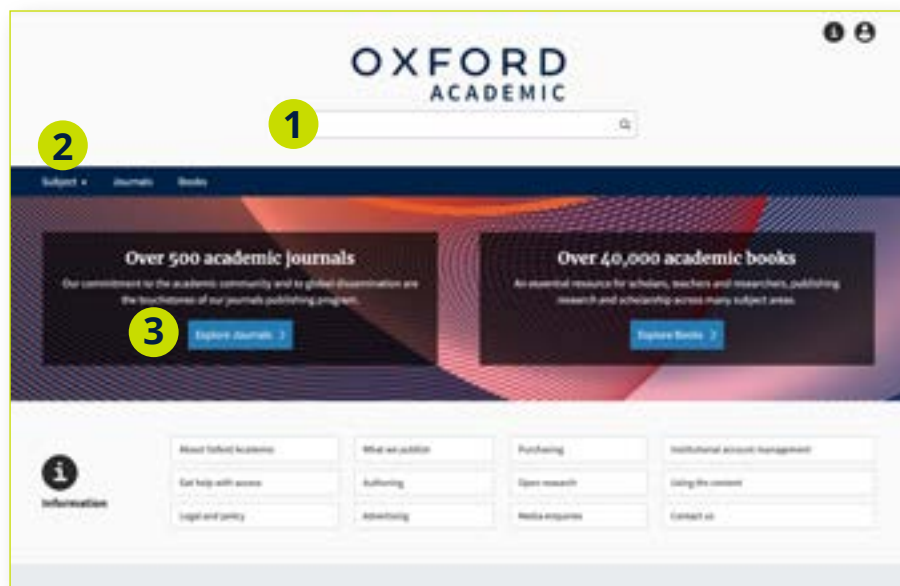 OXFORD
ACADEMIC
1
2
Subject Journals Books
Over 500 academic journals
Our commitment to the academic community and to global dissemination are
the touchstones of our journals publishing program.
3
Explore Journals >
Over 40,000 academic books
An essential resource for scholars, teachers and researchers, publishing
research and scholarship across many subject areas.
Explore Books >
i
Information
About Oxford Academic
What we publish
Purchasing
Institutional account management
Get help with access
Authoring
Open research
Using the content
Legal and policy
Advertising
Media enquiries
Contact us